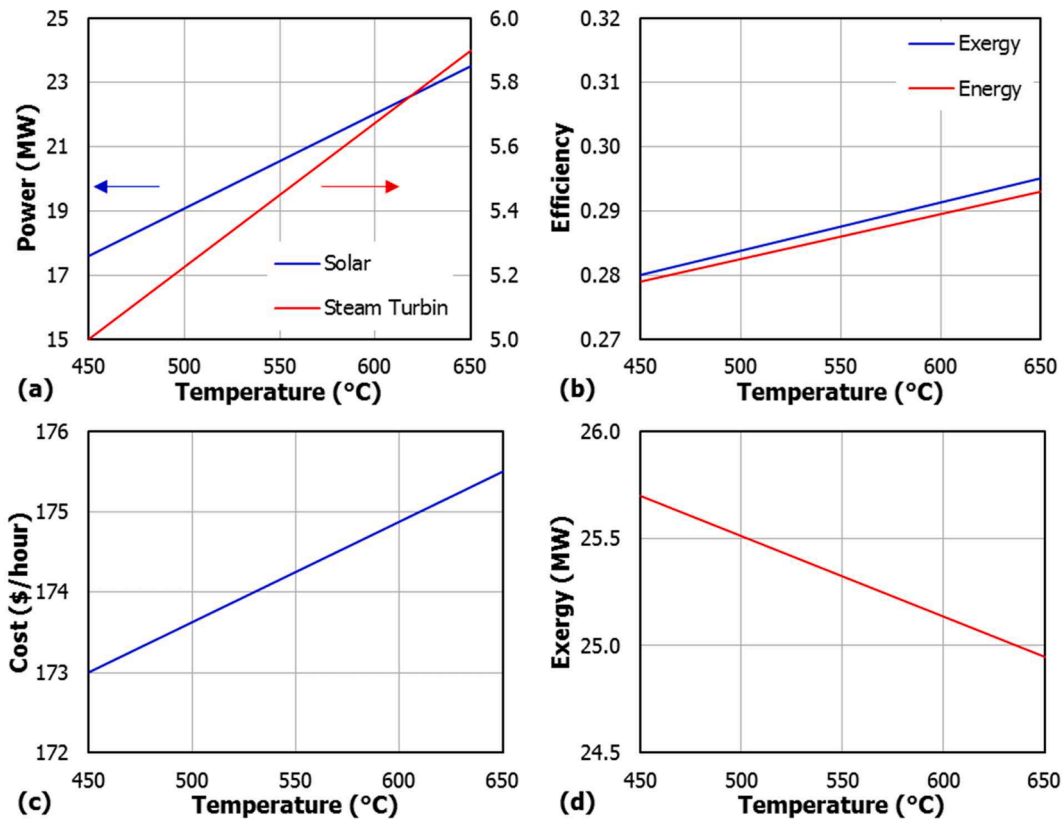 25
23
21
19
17
15
6.0
5.8
5.6
5.4
5.2
5.0
Power (MW)
Solar
Steam Turbin
450 500 550 600 650
(a) Temperature (°C)
0.32
0.31
0.30
0.29
0.28
0.27
Efficiency
Exergy
Energy
450 500 550 600 650
(b) Temperature (°C)
176
175
174
173
172
Cost ($/hour)
450 500 550 600 650
(c) Temperature (°C)
26.0
25.5
25.0
24.5
Exergy (MW)
450 500 550 600 650
(d) Temperature (°C)